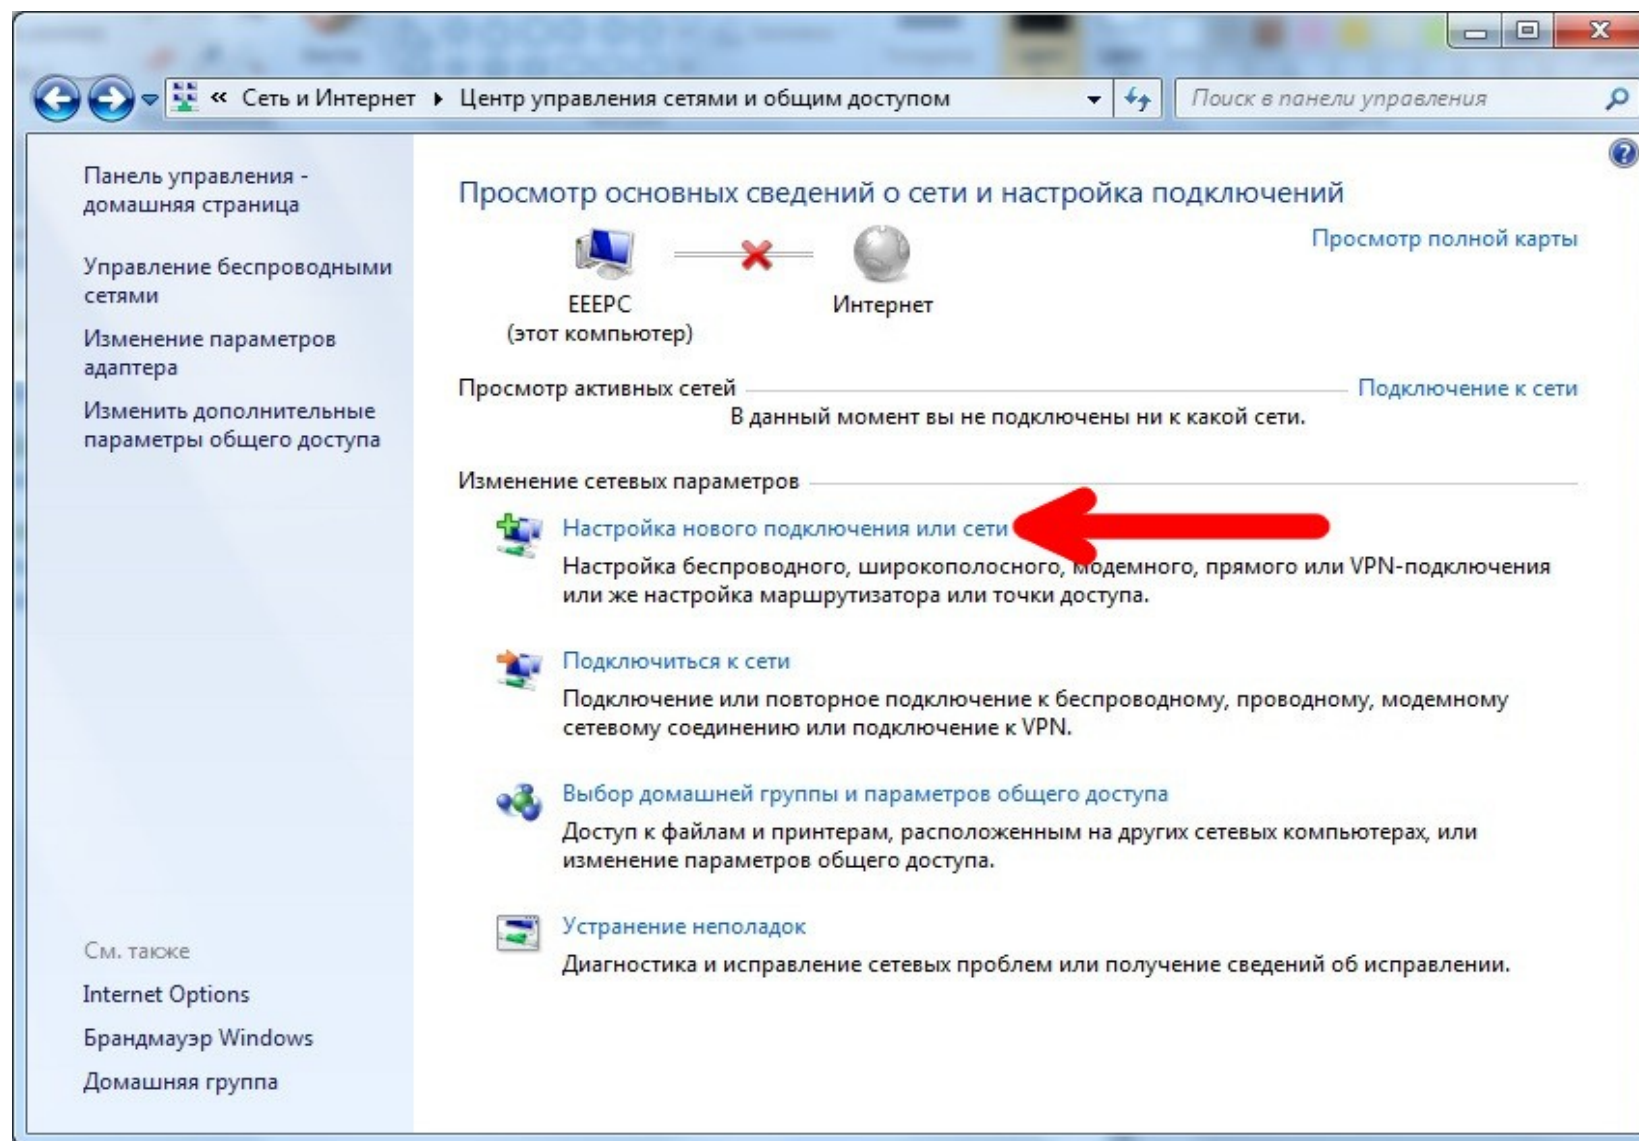 « Сеть и Интернет Центр управления сетями и общим доступом
Поиск в панели управления
Панель управления -
домашняя страница
Управление беспроводными
сетями
Изменение параметров
адаптера
Изменить дополнительные
параметры общего доступа
См. также
Internet Options
Брандмауэр Windows
Домашняя группа
Просмотр основных сведений о сети и настройка подключений
Просмотр полной карты
EEEPC
(этот компьютер)
Интернет
Просмотр активных сетей
Подключение к сети
В данный момент вы не подключены ни к какой сети.
Изменение сетевых параметров
Настройка нового подключения или сети
Настройка беспроводного, широкополосного, модемного, прямого или VPN-подключения
или же настройка маршрутизатора или точки доступа.
Подключиться к сети
Подключение или повторное подключение к беспроводному, проводному, модемному
сетевому соединению или подключение к VPN.
Выбор домашней группы и параметров общего доступа
Доступ к файлам и принтерам, расположенным на других сетевых компьютерах, или
изменение параметров общего доступа.
Устранение неполадок
Диагностика и исправление сетевых проблем или получение сведений об исправлении.